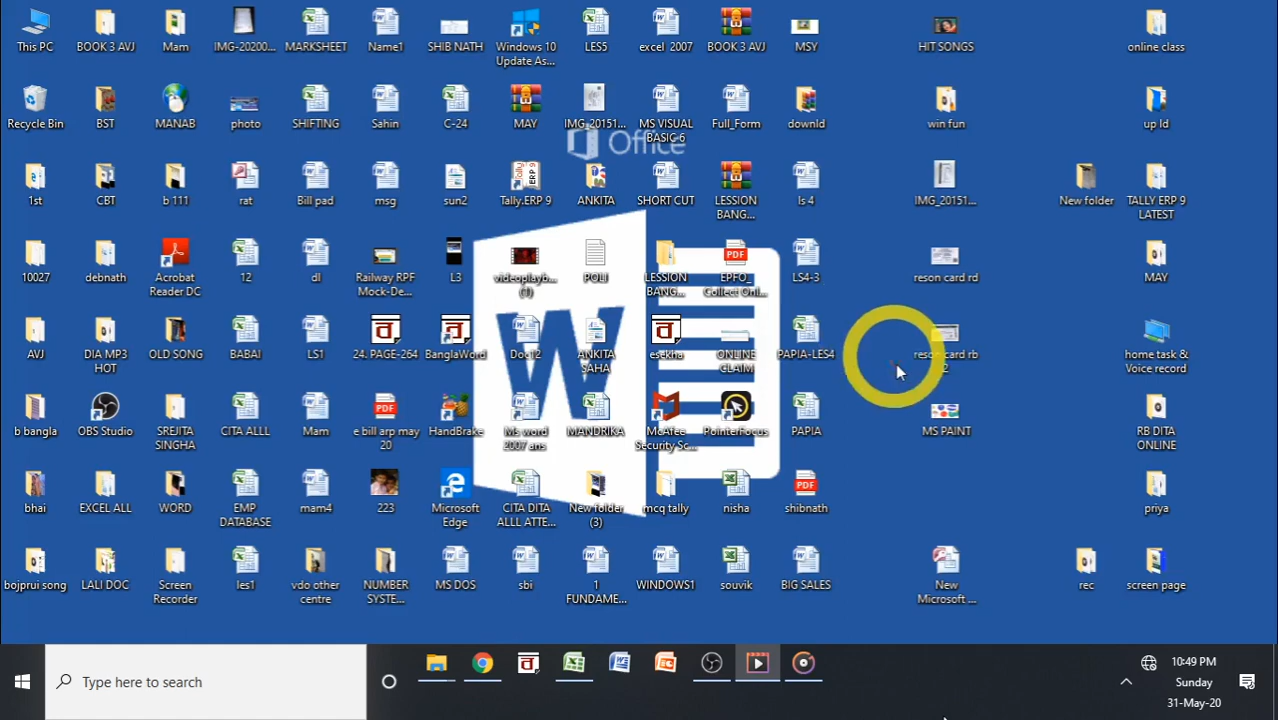 This PC
BOOK 3 AVJ
Mam
IMG-20200...
MARKSHEET
Name1
SHIB NATH
Windows 10
Update As...
LES5
excel 2007
BOOK 3 AVJ
MSY
HIT SONGS
online class
Recycle Bin
BST
MANAB
photo
SHIFTING
Sahin
C-24
MAY
IMG_20151...
MS VISUAL
BASIC 6
Full_Form
downld
win fun
up ld
Office
1st
CBT
b 111
rat
Bill pad
msg
sun2
Tally.ERP 9
ANKITA
SHORT CUT
LESSION
BANG...
ls 4
IMG_20151...
New folder
TALLY ERP 9
LATEST
10027
debnath
Acrobat
Reader DC
12
dl
Railway RPF
Mock-De...
L3
videoplayb...
(1)
POLI
LESSION
BANG...
EPFO_
Collect Onl...
LS4-3
reson card rd
MAY
AVJ
DIA MP3
HOT
OLD SONG
BABAI
LS1
24. PAGE-264
BanglaWord
Doc12
ANKITA
SAHA
esekha
ONLINE
CLAIM
PAPIA-LES4
reson card rb
2
home task &
Voice record
W
b bangla
OBS Studio
SREJITA
SINGHA
CITA ALLL
Mam
e bill arp may
20
HandBrake
Ms word
2007 ans
MANDRIKA
McAfee
Security Sc...
PointerFocus
PAPIA
MS PAINT
RB DITA
ONLINE
bhai
EXCEL ALL
WORD
EMP
DATABASE
mam4
223
Microsoft
Edge
CITA DITA
ALLL ATTE...
New folder
(3)
mcq tally
nisha
shibnath
priya
bojprui song
LALI DOC
Screen
Recorder
les1
vdo other
centre
NUMBER
SYSTE...
MS DOS
sbi
1
FUNDAME...
WINDOWS1
souvik
BIG SALES
New
Microsoft ...
rec
screen page
Type here to search
10:49 PM
Sunday
31-May-20